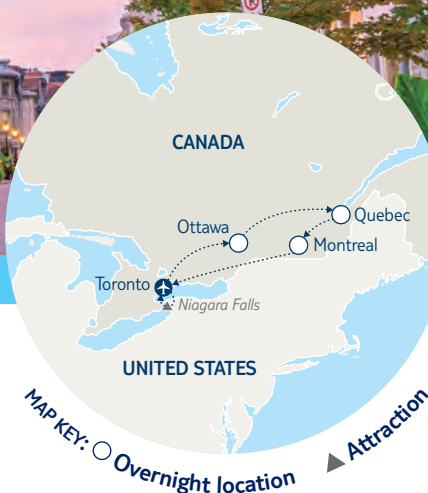 CANADA
Ottawa
Quebec
Montreal
Toronto
Niagara Falls
UNITED STATES
MAP KEY: Overnight location Attraction